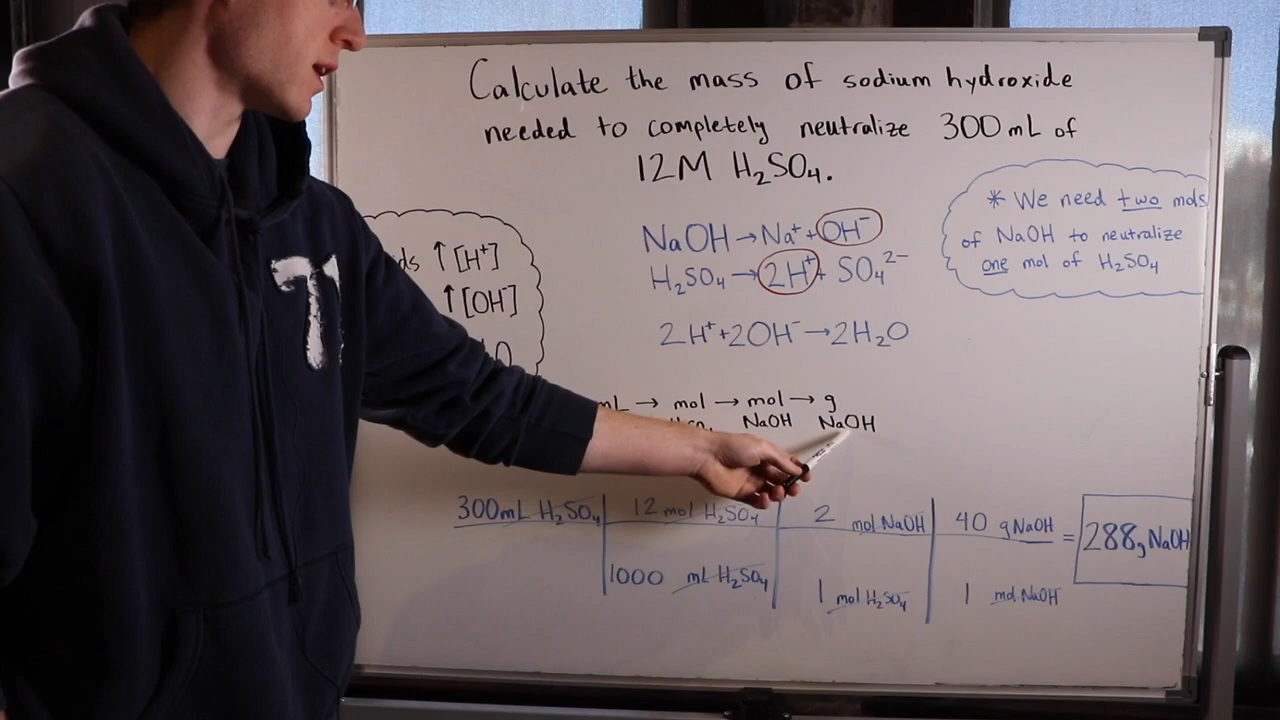 Calculate the mass of sodium hydroxide
needed to completely neutralize 300 mL of
12M H₂SO₄.
* We need two mols
of NaOH to neutralize
one mol of H₂SO₄
NaOH → Na⁺ + OH⁻
H₂SO₄ → 2H⁺ + SO₄²⁻
2H⁺ + 2OH⁻ → 2H₂O
↑ [H⁺]
↑ [OH⁻]
mL → mol → mol → g
NaOH NaOH
300mL H₂SO₄ 12 mol H₂SO₄ 2 mol NaOH 40 g NaOH = 288g NaOH
1000 mL H₂SO₄ 1 mol H₂SO₄ 1 mol NaOH